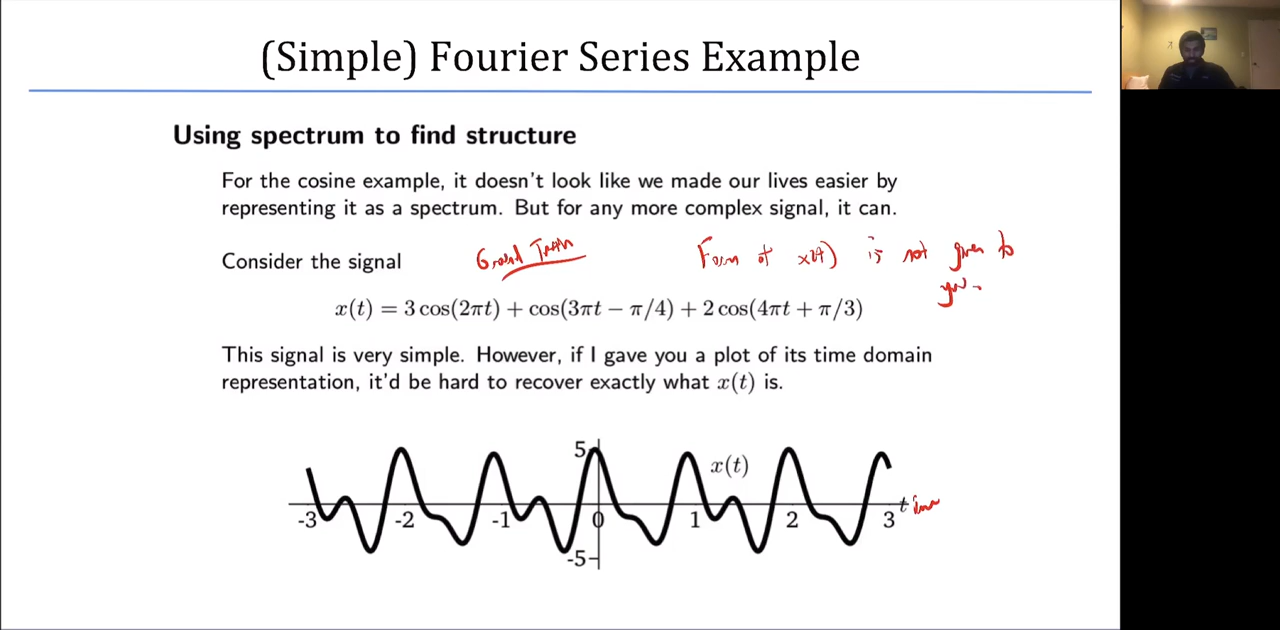 (Simple) Fourier Series Example
Using spectrum to find structure
For the cosine example, it doesn't look like we made our lives easier by
representing it as a spectrum. But for any more complex signal, it can.
Consider the signal
Ground Truth
Form of x(t) is not given to
you.
x(t) = 3 cos(2πt) + cos(3πt − π/4) + 2 cos(4πt + π/3)
This signal is very simple. However, if I gave you a plot of its time domain
representation, it'd be hard to recover exactly what x(t) is.
5
x(t)
-3 -2 -1 0 1 2 3 time
-5